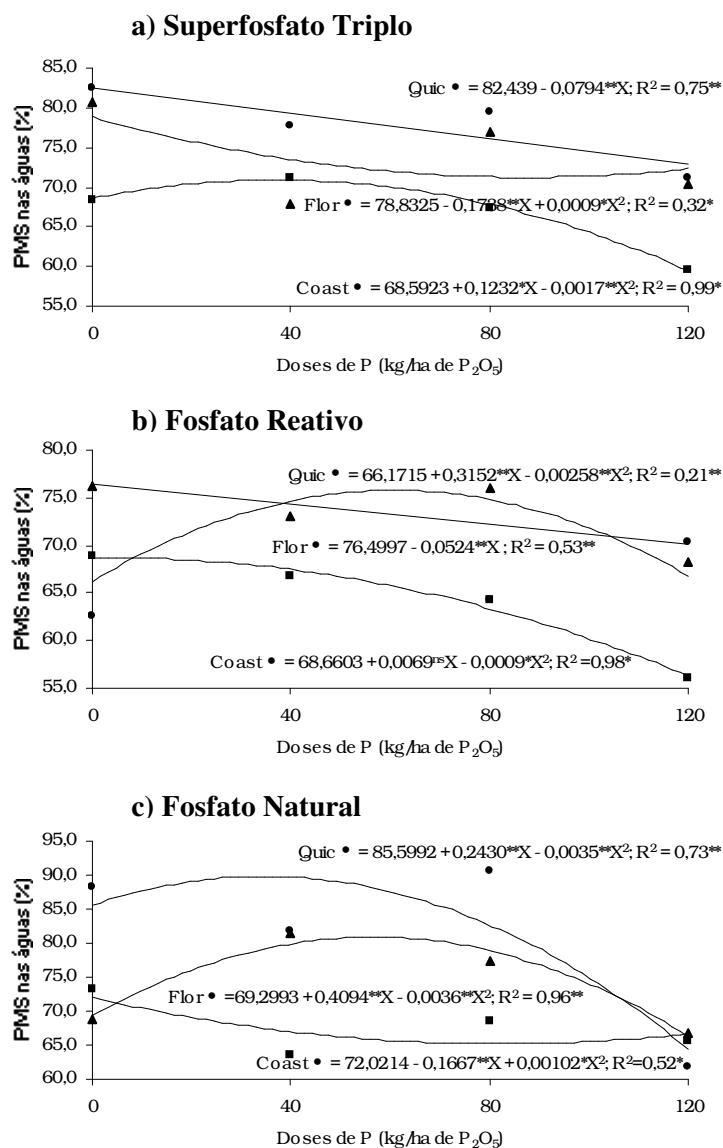 a) Superfosfato Triplo
PMS nas águas (%)
85,0
80,0
75,0
70,0
65,0
60,0
55,0
Quic • = 82,439 - 0,0794**X; R² = 0,75**
Flor • = 78,8325 - 0,1738**X + 0,0009*X²; R² = 0,32*
Coast • = 68,5923 + 0,1232*X - 0,0017**X²; R² = 0,99*
0 40 80 120
Doses de P (kg/ha de P₂O₅)
b) Fosfato Reativo
PMS nas águas (%)
80,0
75,0
70,0
65,0
60,0
55,0
Quic • = 66,1715 + 0,3152**X - 0,00258**X²; R² = 0,21**
Flor • = 76,4997 - 0,0524**X ; R² = 0,53**
Coast • = 68,6603 + 0,0069ⁿˢX - 0,0009*X²; R² =0,98*
0 40 80 120
Doses de P (kg/ha de P₂O₅)
c) Fosfato Natural
PMS nas águas (%)
95,0
90,0
85,0
80,0
75,0
70,0
65,0
60,0
Quic • = 85,5992 + 0,2430**X - 0,0035**X²; R² = 0,73**
Flor • =69,2993 + 0,4094**X - 0,0036**X²; R² = 0,96**
Coast • = 72,0214 - 0,1667**X + 0,00102*X²; R²=0,52*
0 40 80 120
Doses de P (kg/ha de P₂O₅)